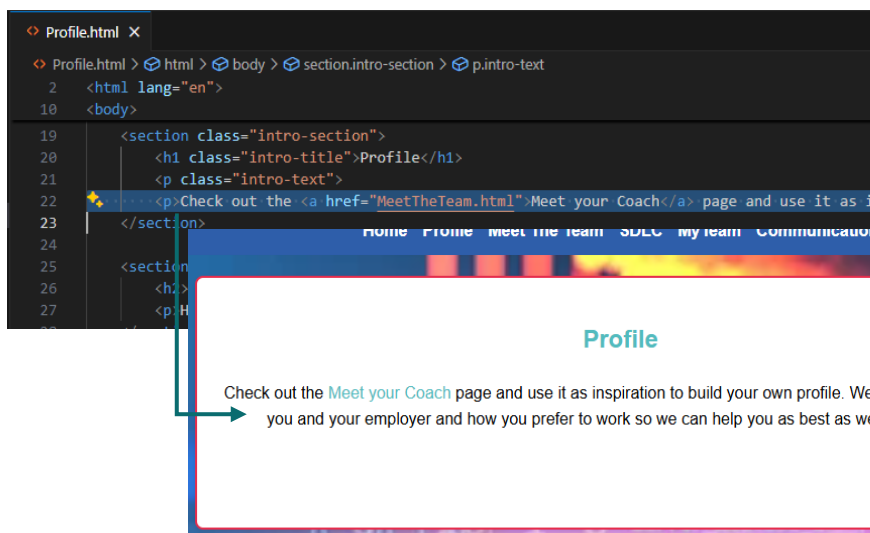 Profile.html
Profile.html > html > body > section.intro-section > p.intro-text
2 <html lang="en">
10 <body>
19 <section class="intro-section">
20 <h1 class="intro-title">Profile</h1>
21 <p class="intro-text">
22 <p>Check out the <a href="MeetTheTeam.html">Meet your Coach</a> page and use it as i
23 </section>
24
25 <section
26 <h2>
27 <p>H
Home Profile Meet The Team SDLC MyTeam Communication
Profile
Check out the Meet your Coach page and use it as inspiration to build your own profile. We
you and your employer and how you prefer to work so we can help you as best as we